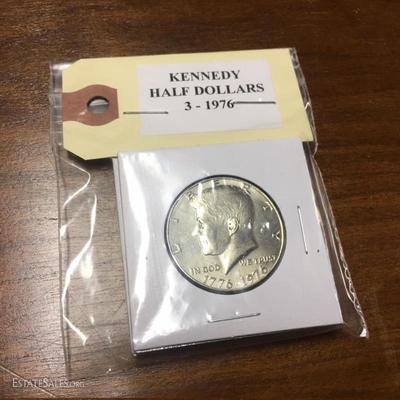 KENNEDY
HALF DOLLARS
3 - 1976
LIBERTY
IN GOD WE TRUST
1776-1976
ESTATESALES.ORG